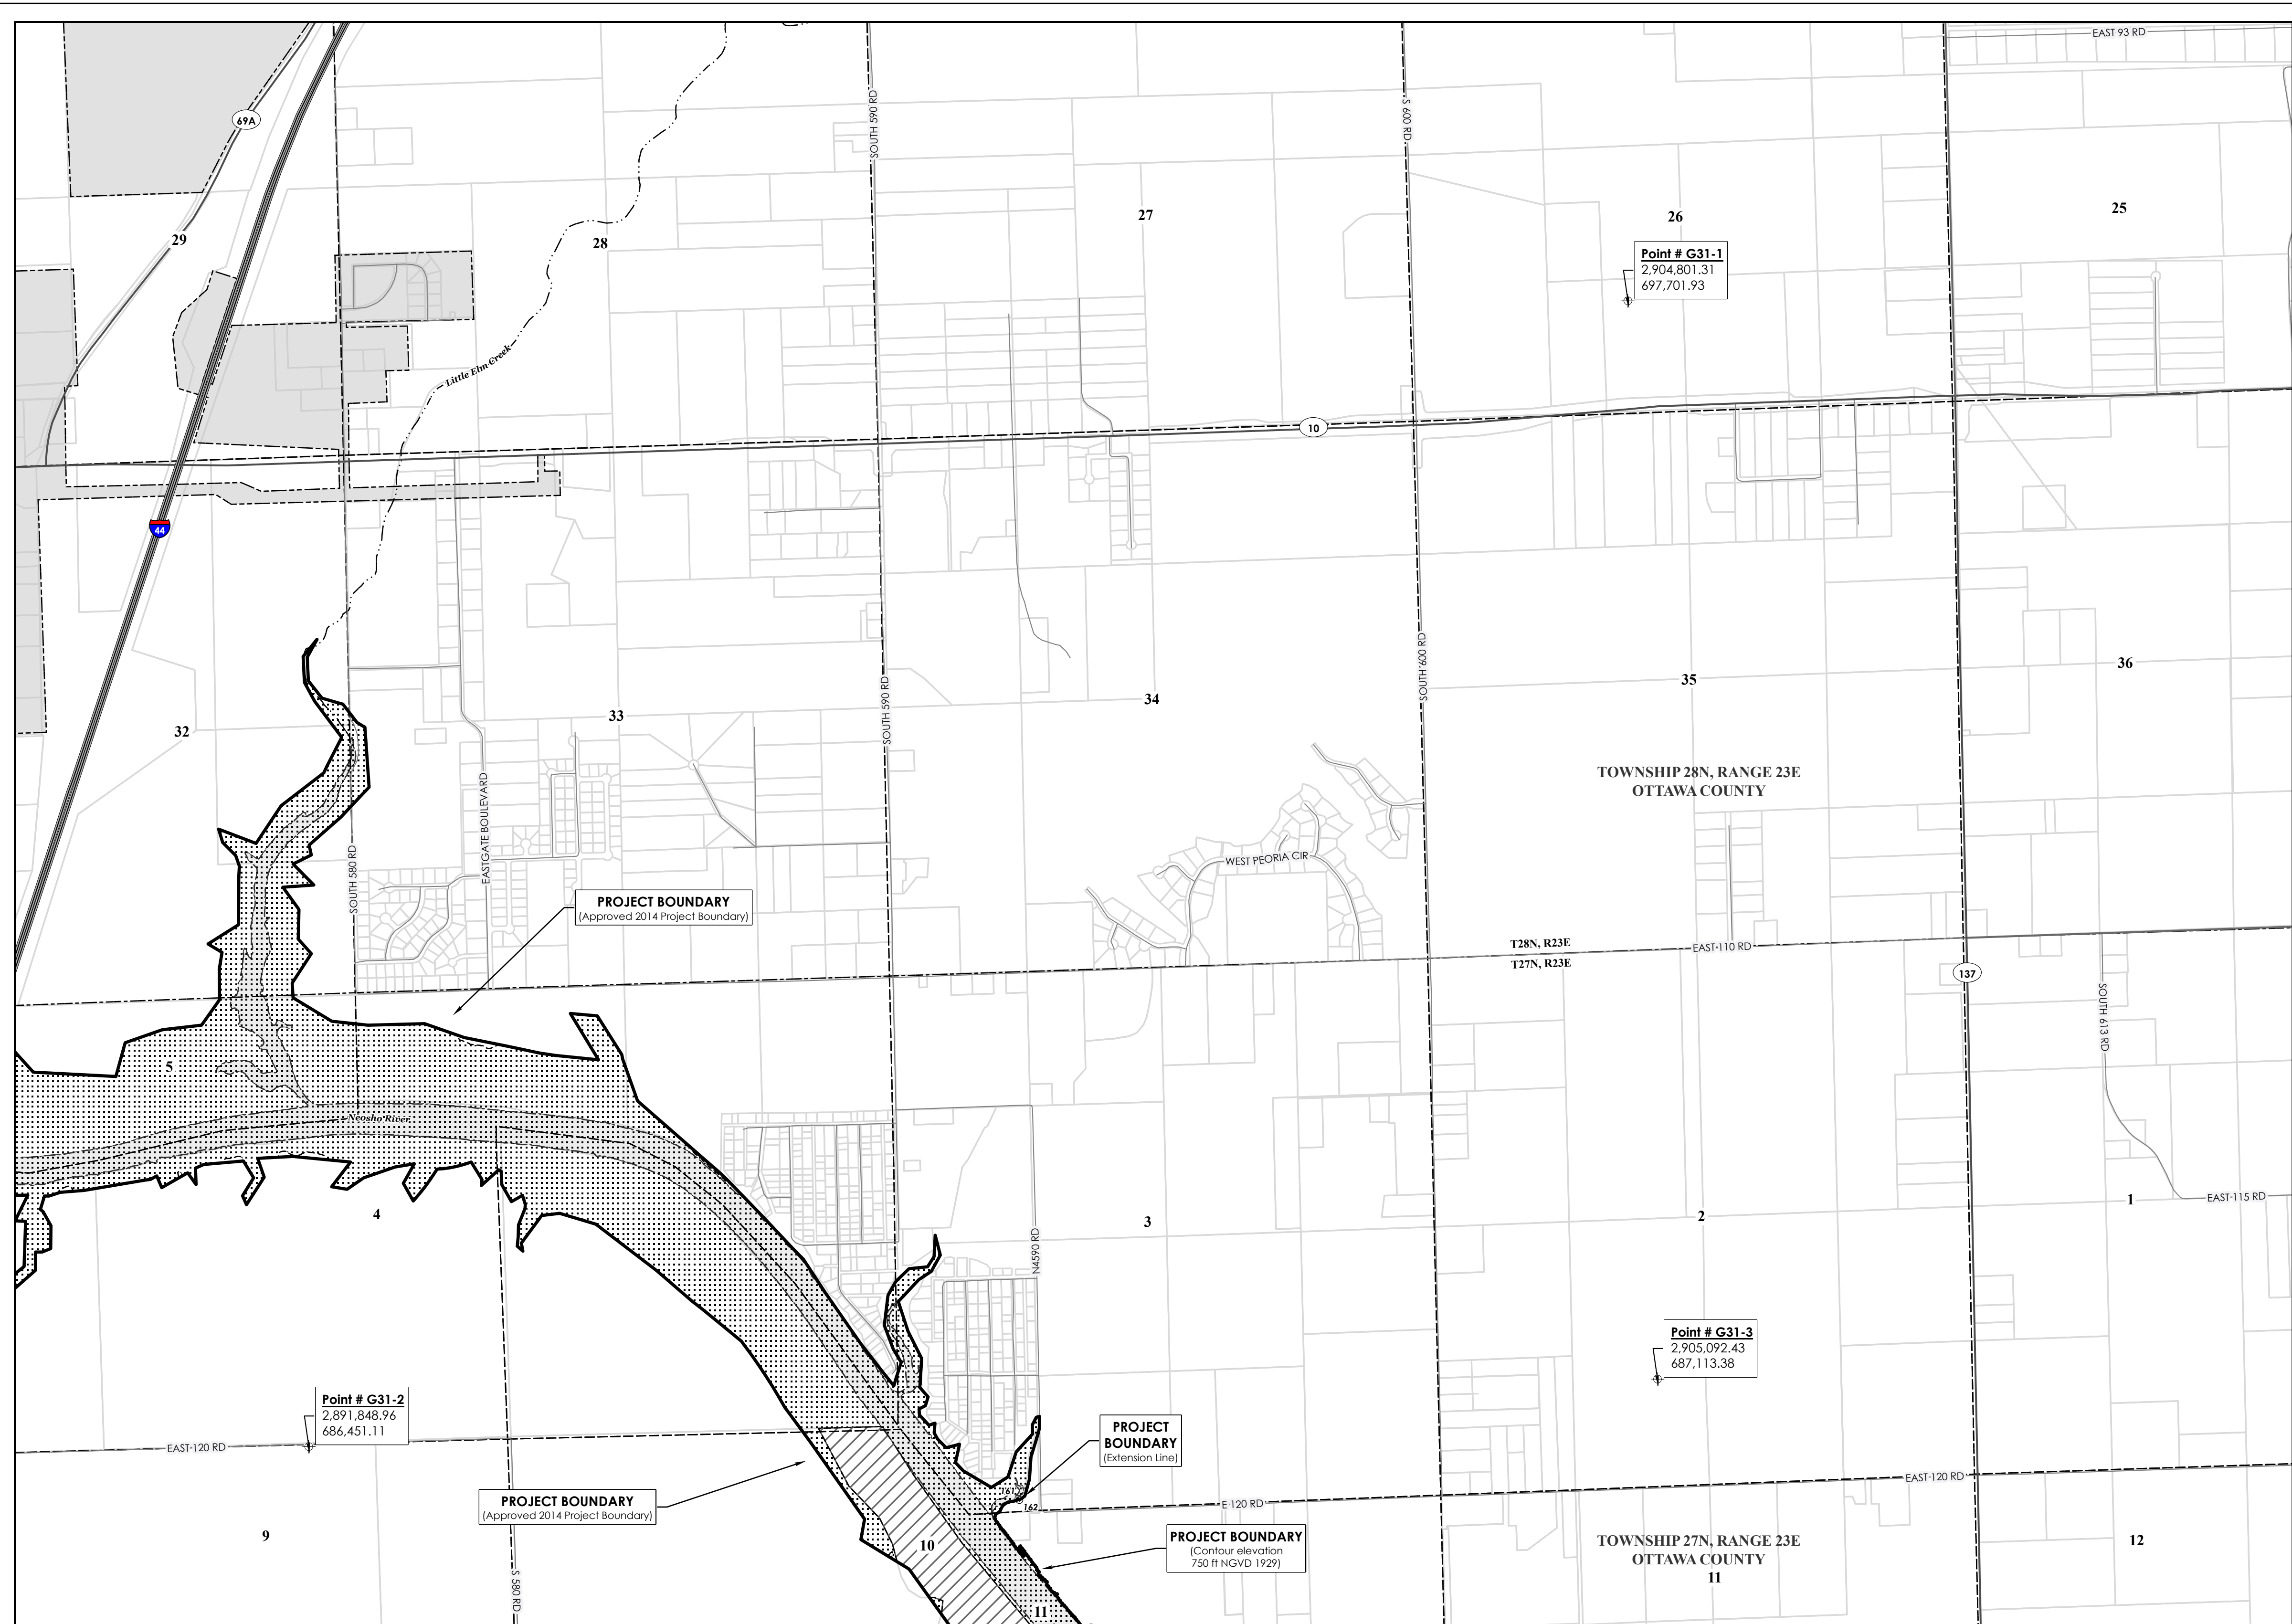 EAST 93 RD
69A
SOUTH 590 RD
S 600 RD
29
28
27
26
25
Point # G31-1
2,904,801.31
697,701.93
Little Elm Creek
10
44
32
33
SOUTH 590 RD
34
SOUTH 600 RD
35
36
TOWNSHIP 28N, RANGE 23E
OTTAWA COUNTY
EASTGATE BOULEVARD
SOUTH 580 RD
WEST PEORIA CIR
PROJECT BOUNDARY
(Approved 2014 Project Boundary)
T28N, R23E
EAST 110 RD
T27N, R23E
137
SOUTH 613 RD
5
Neosho River
4
3
N4590 RD
2
1
EAST 115 RD
Point # G31-3
2,905,092.43
687,113.38
Point # G31-2
2,891,848.96
686,451.11
EAST 120 RD
PROJECT
BOUNDARY
(Extension Line)
EAST 120 RD
161
162
E 120 RD
PROJECT BOUNDARY
(Approved 2014 Project Boundary)
PROJECT BOUNDARY
(Contour elevation
750 ft NGVD 1929)
9
10
S 580 RD
TOWNSHIP 27N, RANGE 23E
OTTAWA COUNTY
11
12
11